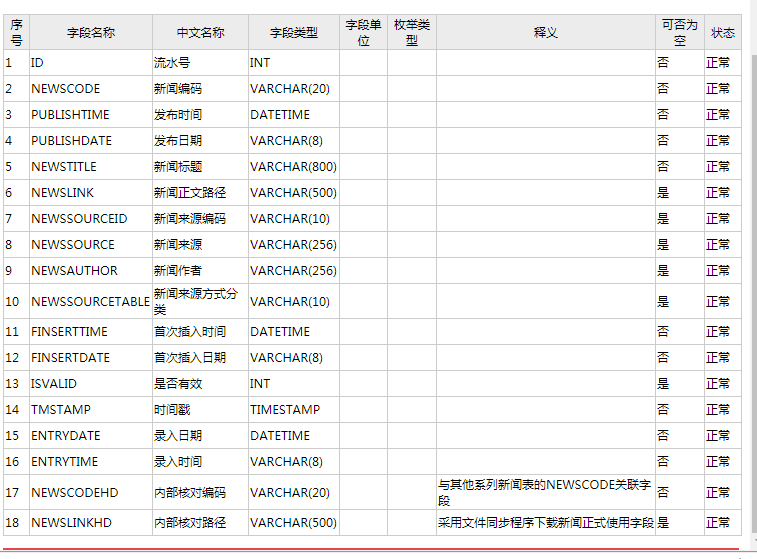 序号 字段名称 中文名称 字段类型 字段单位 枚举类型 释义 可否为空 状态
1 ID 流水号 INT 否 正常
2 NEWSCODE 新闻编码 VARCHAR(20) 否 正常
3 PUBLISHTIME 发布时间 DATETIME 否 正常
4 PUBLISHDATE 发布日期 VARCHAR(8) 否 正常
5 NEWSTITLE 新闻标题 VARCHAR(800) 否 正常
6 NEWSLINK 新闻正文路径 VARCHAR(500) 是 正常
7 NEWSSOURCEID 新闻来源编码 VARCHAR(10) 是 正常
8 NEWSSOURCE 新闻来源 VARCHAR(256) 是 正常
9 NEWSAUTHOR 新闻作者 VARCHAR(256) 是 正常
10 NEWSSOURCETABLE 新闻来源方式分类 VARCHAR(10) 是 正常
11 FINSERTTIME 首次插入时间 DATETIME 否 正常
12 FINSERTDATE 首次插入日期 VARCHAR(8) 否 正常
13 ISVALID 是否有效 INT 是 正常
14 TMSTAMP 时间戳 TIMESTAMP 否 正常
15 ENTRYDATE 录入日期 DATETIME 否 正常
16 ENTRYTIME 录入时间 VARCHAR(8) 否 正常
17 NEWSCODEHD 内部核对编码 VARCHAR(20) 与其他系列新闻表的NEWSCODE关联字段 否 正常
18 NEWSLINKHD 内部核对路径 VARCHAR(500) 采用文件同步程序下载新闻正式使用字段 是 正常